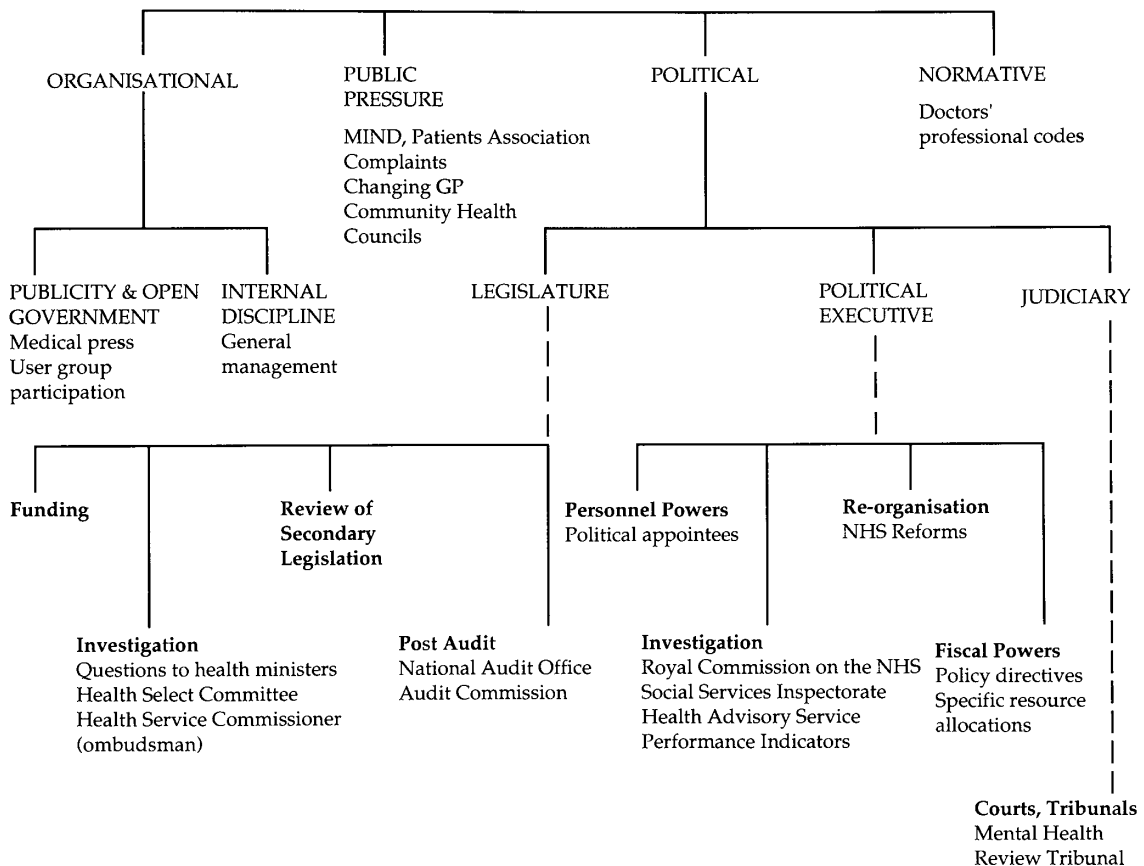 ORGANISATIONAL
PUBLIC
PRESSURE
MIND, Patients Association
Complaints
Changing GP
Community Health
Councils
POLITICAL
NORMATIVE
Doctors'
professional codes
PUBLICITY & OPEN
GOVERNMENT
Medical press
User group
participation
INTERNAL
DISCIPLINE
General
management
LEGISLATURE
POLITICAL
EXECUTIVE
JUDICIARY
Funding
Review of
Secondary
Legislation
Personnel Powers
Political appointees
Re-organisation
NHS Reforms
Investigation
Questions to health ministers
Health Select Committee
Health Service Commissioner
(ombudsman)
Post Audit
National Audit Office
Audit Commission
Investigation
Royal Commission on the NHS
Social Services Inspectorate
Health Advisory Service
Performance Indicators
Fiscal Powers
Policy directives
Specific resource
allocations
Courts, Tribunals
Mental Health
Review Tribunal